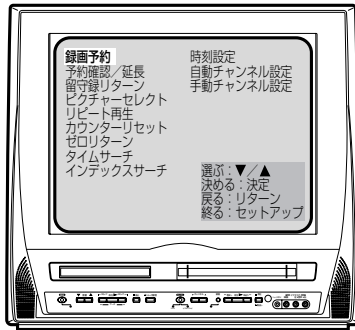 録画予約
予約確認／延長
留守録リターン
ピクチャーセレクト
リピート再生
カウンターリセット
ゼロリターン
タイムサーチ
インデックスサーチ
時刻設定
自動チャンネル設定
手動チャンネル設定
選ぶ：▼／▲
決める：決定
戻る：リターン
終る：セットアップ